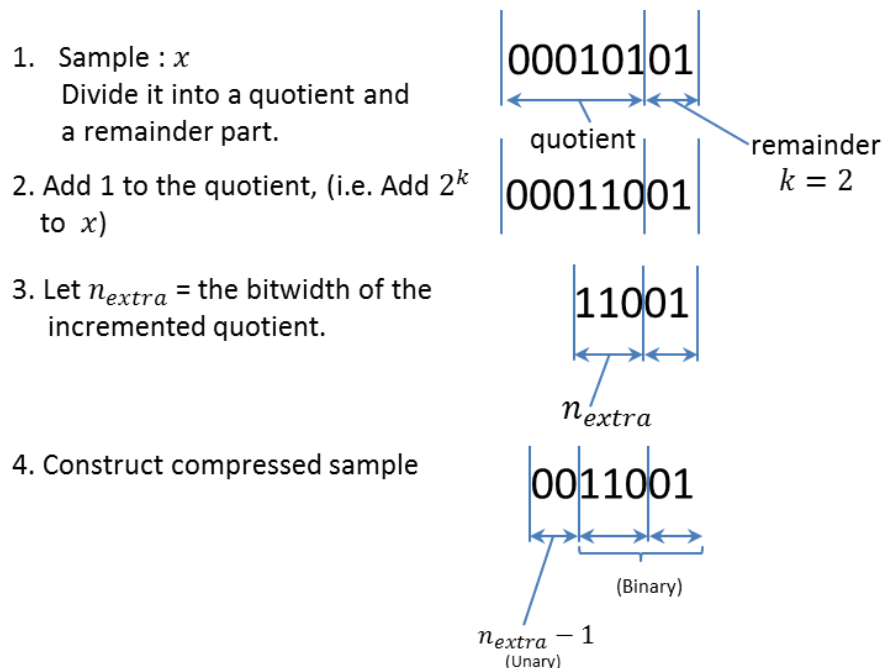 1. Sample : x
Divide it into a quotient and
a remainder part.
00010101
quotient
remainder
k = 2
2. Add 1 to the quotient, (i.e. Add 2^k
to x)
00011001
3. Let n_extra = the bitwidth of the
incremented quotient.
11001
n_extra
4. Construct compressed sample
0011001
(Binary)
n_extra − 1
(Unary)